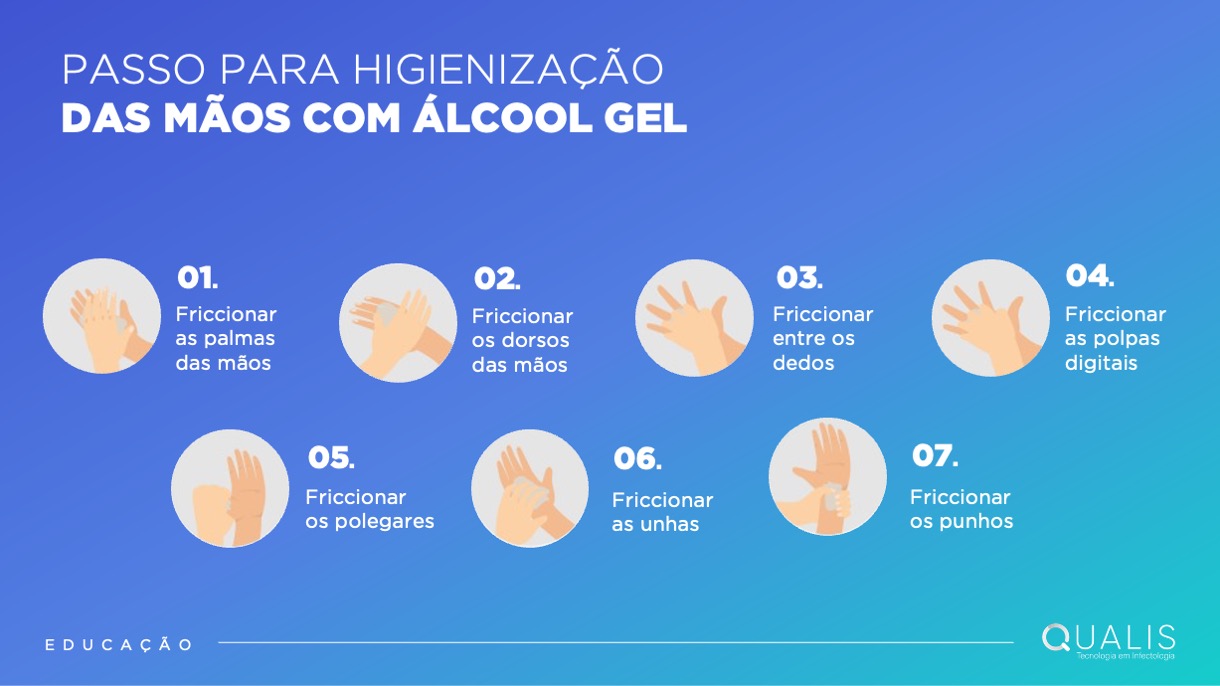 PASSO PARA HIGIENIZAÇÃO
DAS MÃOS COM ÁLCOOL GEL
01.
Friccionar
as palmas
das mãos
02.
Friccionar
os dorsos
das mãos
03.
Friccionar
entre os
dedos
04.
Friccionar
as polpas
digitais
05.
Friccionar
os polegares
06.
Friccionar
as unhas
07.
Friccionar
os punhos
EDUCAÇÃO
QUALIS
Tecnologia em Infectologia